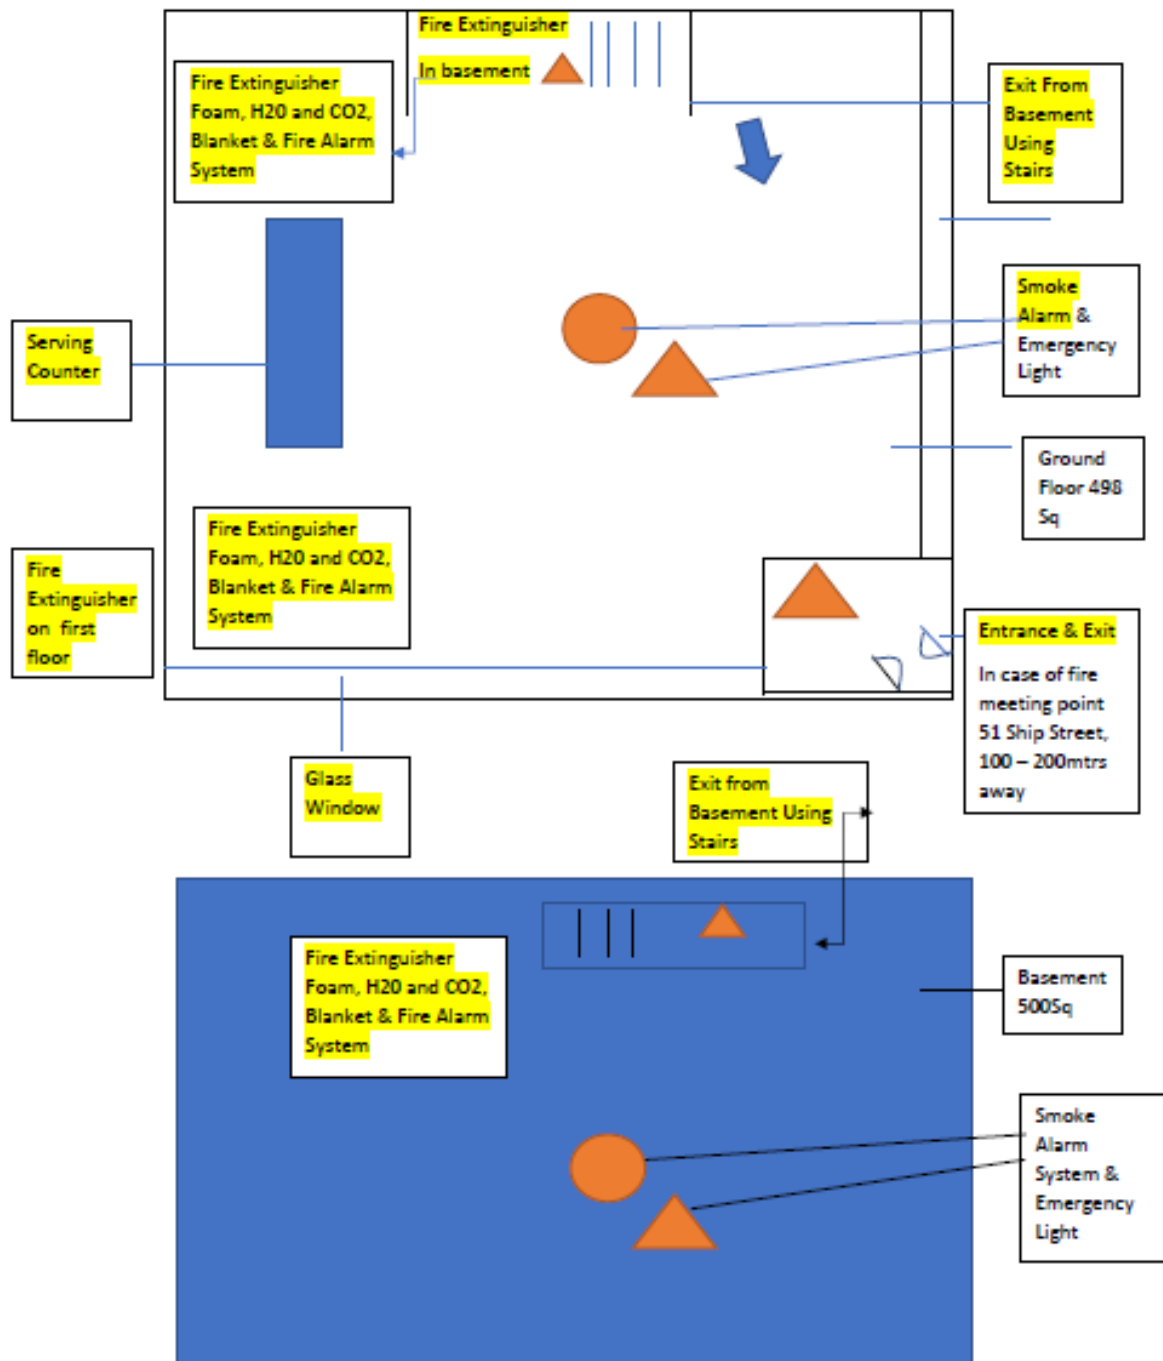 Fire Extinguisher
In basement
Fire Extinguisher
Foam, H20 and CO2,
Blanket & Fire Alarm
System
Exit From
Basement
Using
Stairs
Smoke
Alarm &
Emergency
Light
Serving
Counter
Ground
Floor 498
Sq
Fire Extinguisher
Foam, H20 and CO2,
Blanket & Fire Alarm
System
Fire
Extinguisher
on first
floor
Entrance & Exit
In case of fire
meeting point
51 Ship Street,
100 – 200mtrs
away
Glass
Window
Exit from
Basement Using
Stairs
Fire Extinguisher
Foam, H20 and CO2,
Blanket & Fire Alarm
System
Basement
500Sq
Smoke
Alarm
System &
Emergency
Light